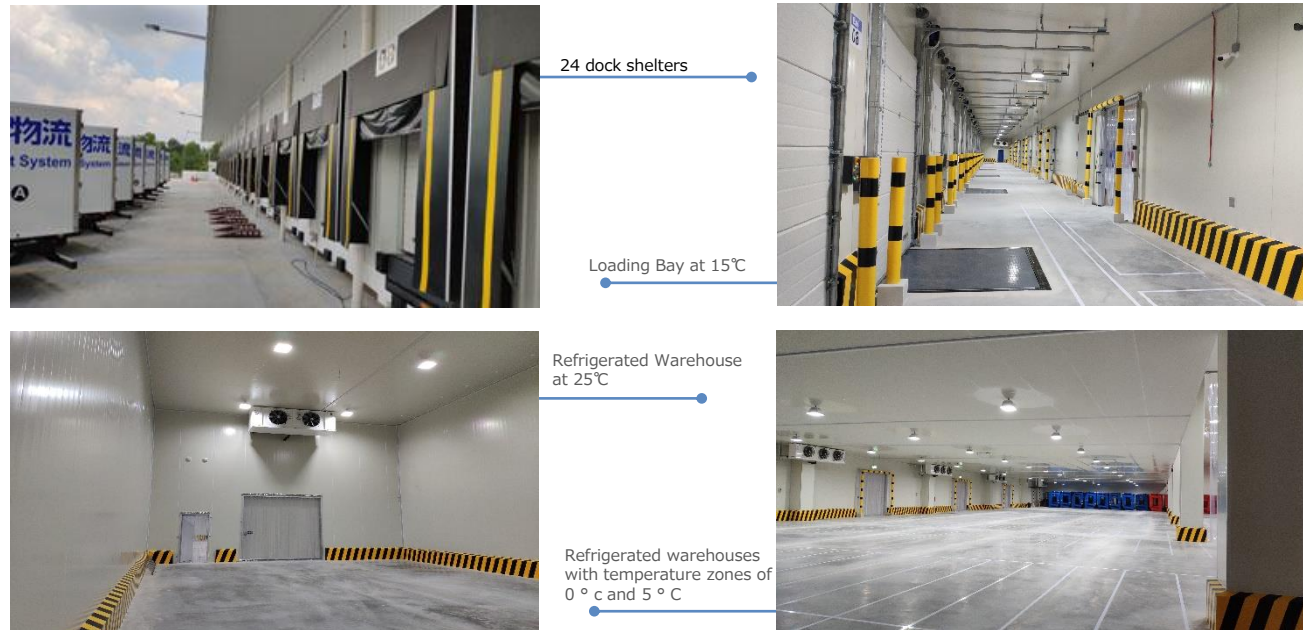 24 dock shelters
物流
物流
t System
System
A
Loading Bay at 15℃
Refrigerated Warehouse
at 25℃
Refrigerated warehouses
with temperature zones of
0 ° c and 5 ° C